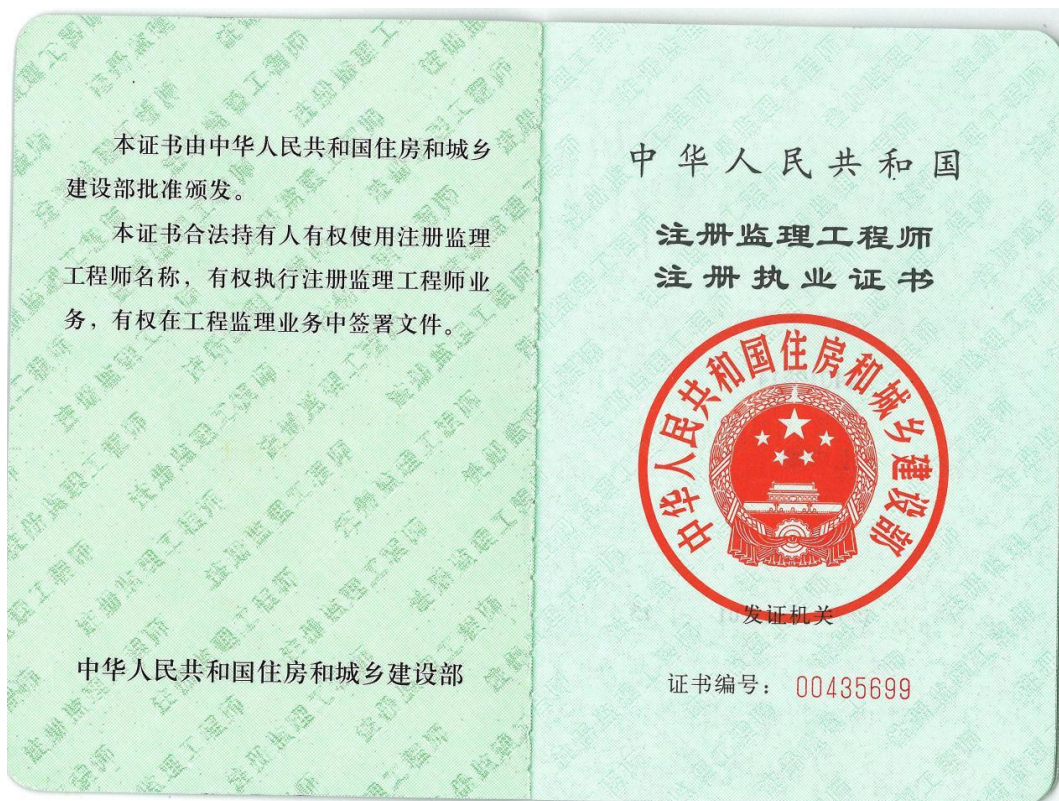 本证书由中华人民共和国住房和城乡
建设部批准颁发。
本证书合法持有人有权使用注册监理
工程师名称，有权执行注册监理工程师业
务，有权在工程监理业务中签署文件。
中华人民共和国住房和城乡建设部
中华人民共和国
注册监理工程师
注册执业证书
中华人民共和国住房和城乡建设部
发证机关
证书编号： 00435699